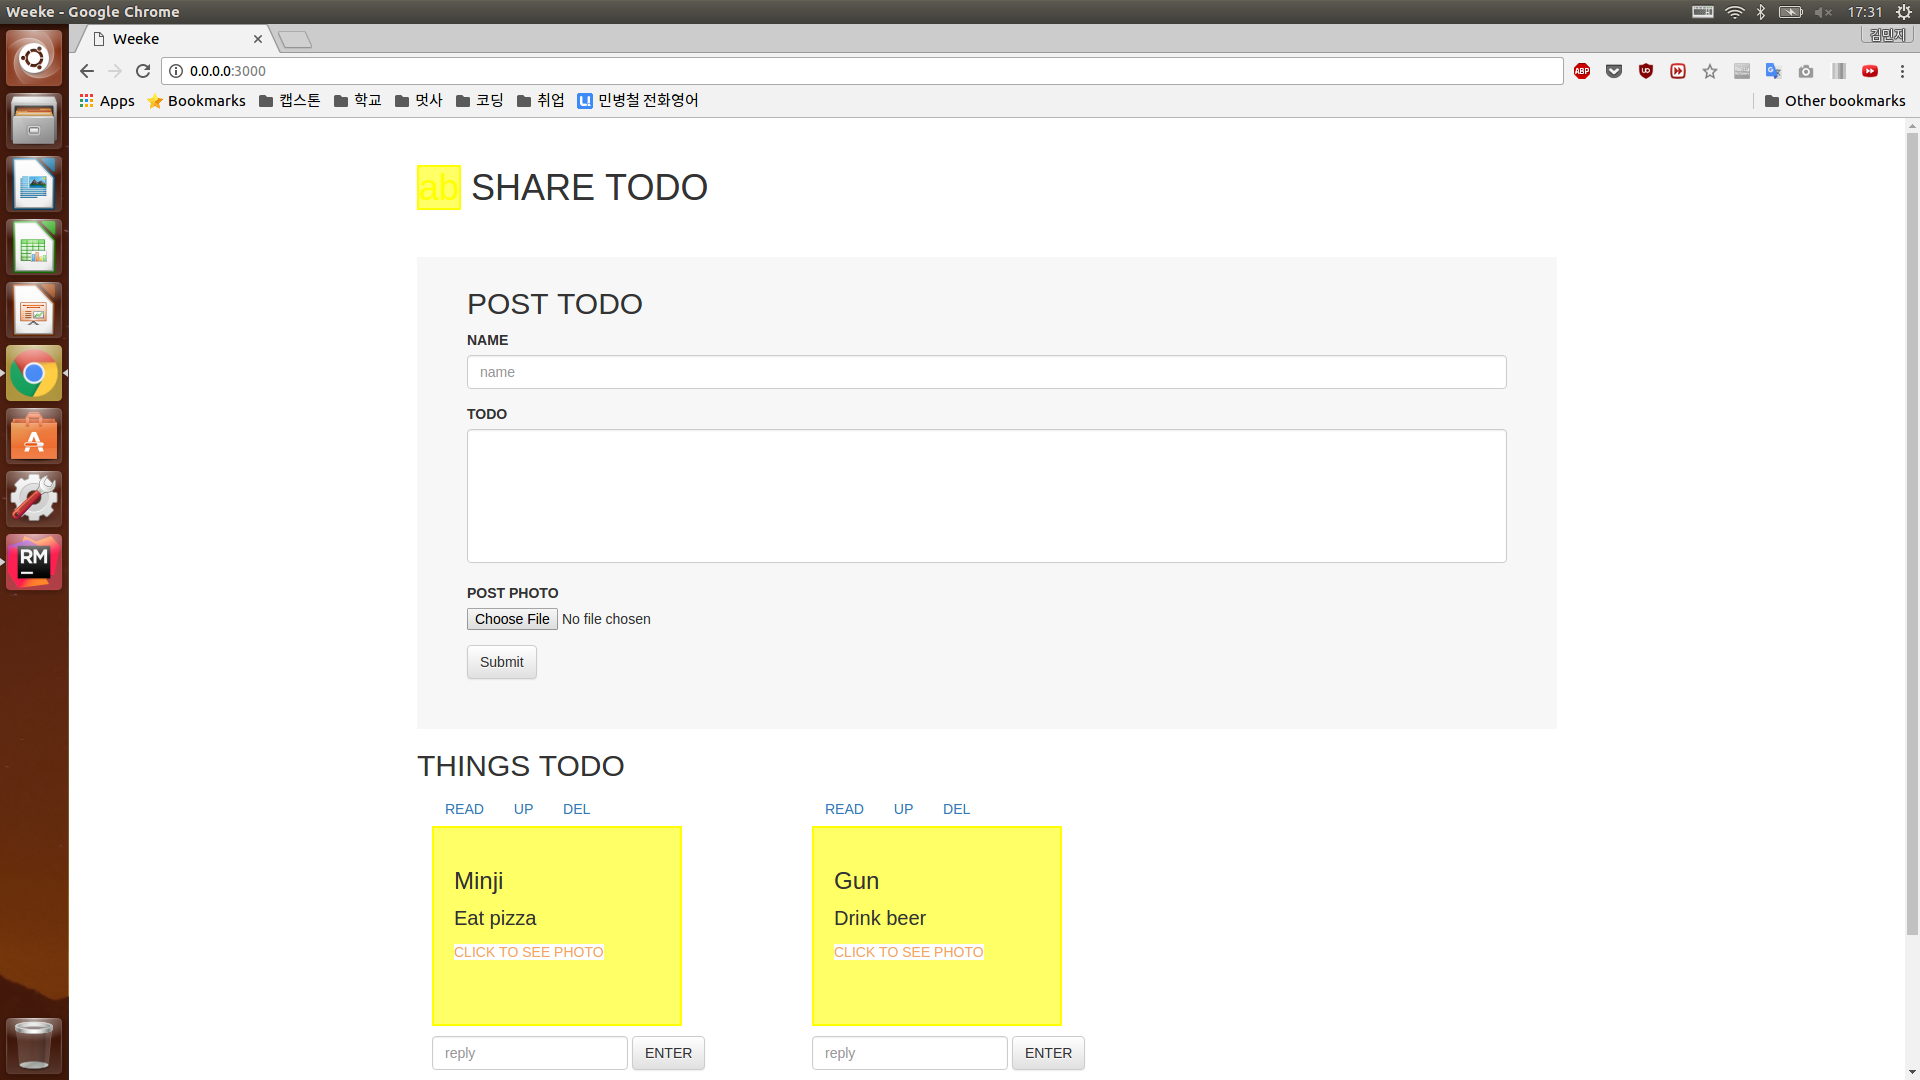 Weeke - Google Chrome
17:31
Weeke
김민지
0.0.0.0:3000
ABP
Apps Bookmarks 캡스톤 학교 멋사 코딩 취업 민병철 전화영어 Other bookmarks
ab SHARE TODO
POST TODO
NAME
name
TODO
POST PHOTO
Choose File No file chosen
Submit
THINGS TODO
READ UP DEL READ UP DEL
Minji
Eat pizza
CLICK TO SEE PHOTO
Gun
Drink beer
CLICK TO SEE PHOTO
reply ENTER reply ENTER
RM